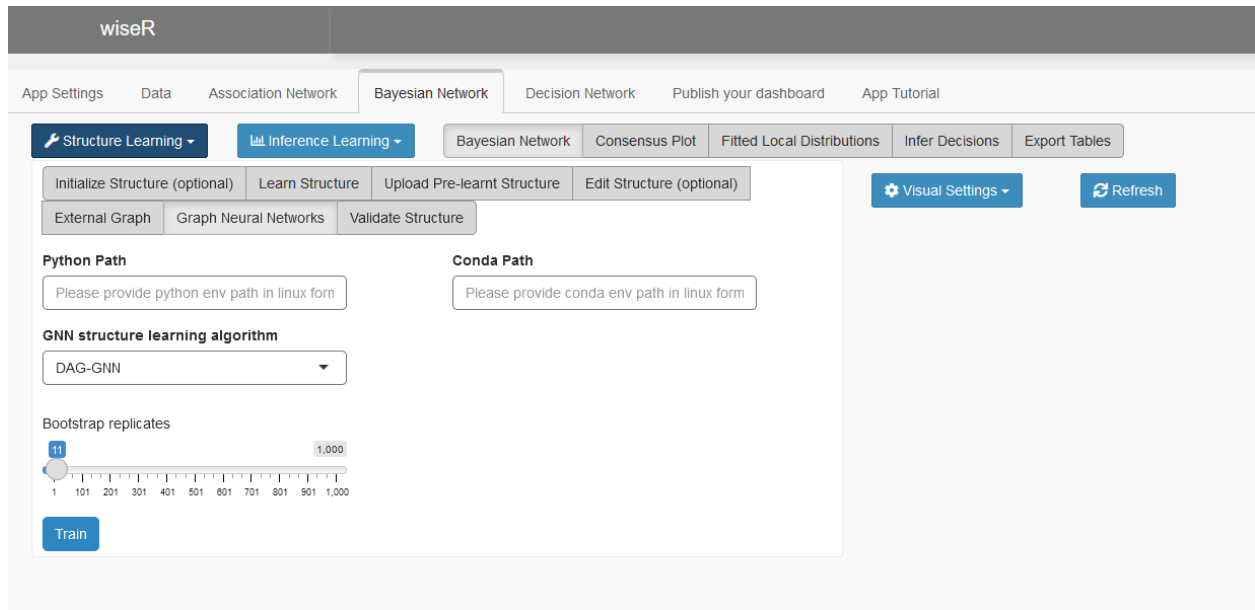 wiseR
App Settings Data Association Network Bayesian Network Decision Network Publish your dashboard App Tutorial
Structure Learning Inference Learning Bayesian Network Consensus Plot Fitted Local Distributions Infer Decisions Export Tables
Initialize Structure (optional) Learn Structure Upload Pre-learnt Structure Edit Structure (optional) Visual Settings Refresh
External Graph Graph Neural Networks Validate Structure
Python Path Conda Path
Please provide python env path in linux form Please provide conda env path in linux form
GNN structure learning algorithm
DAG-GNN
Bootstrap replicates
11 1,000
1 101 201 301 401 501 601 701 801 901 1,000
Train